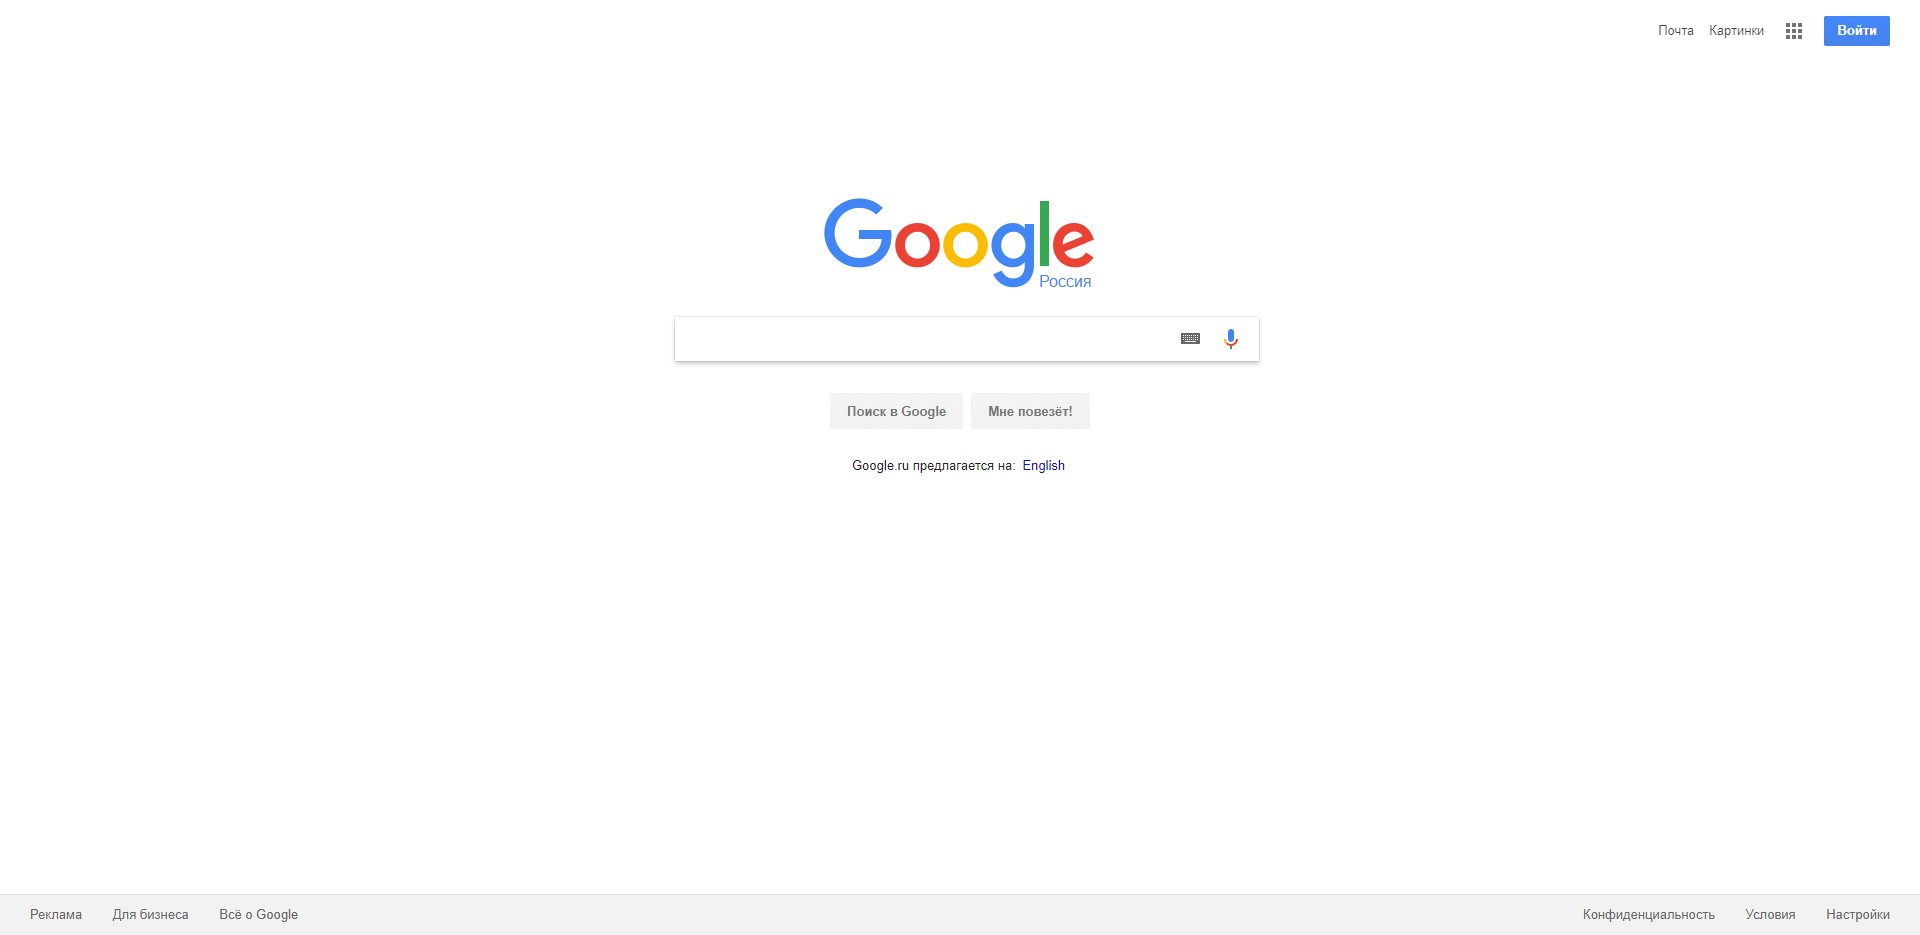 Почта Картинки Войти
Google
Россия
Поиск в Google Мне повезёт!
Google.ru предлагается на: English
Реклама Для бизнеса Всё о Google Конфиденциальность Условия Настройки